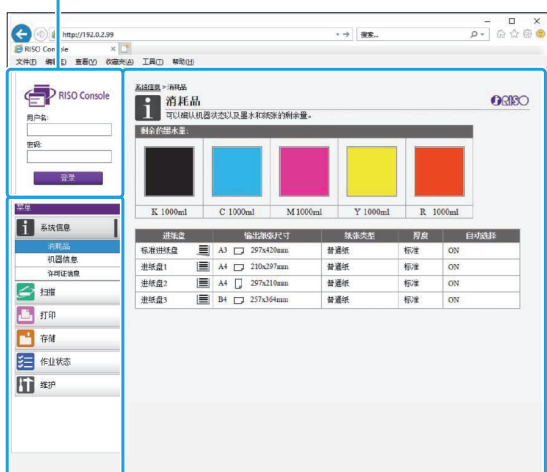 http://192.0.2.99
搜索...
RISO Console
文件(F) 编辑(E) 查看(V) 收藏夹(A) 工具(T) 帮助(H)
RISO Console
用户名:
密码:
登录
菜单
系统信息
消耗品
机器信息
许可证信息
扫描
打印
存储
作业状态
维护
系统信息 > 消耗品
消耗品
可以确认机器状态以及墨水和纸张的剩余量。
RISO
剩余的墨水量:
K 1000ml C 1000ml M 1000ml Y 1000ml R 1000ml
进纸盘 输出纸张尺寸 纸张类型 厚度 自动选择
标准进纸盘 A3 297x420mm 普通纸 标准 ON
进纸盘1 A4 210x297mm 普通纸 标准 ON
进纸盘2 A4 297x210mm 普通纸 标准 ON
进纸盘3 B4 257x364mm 普通纸 标准 ON